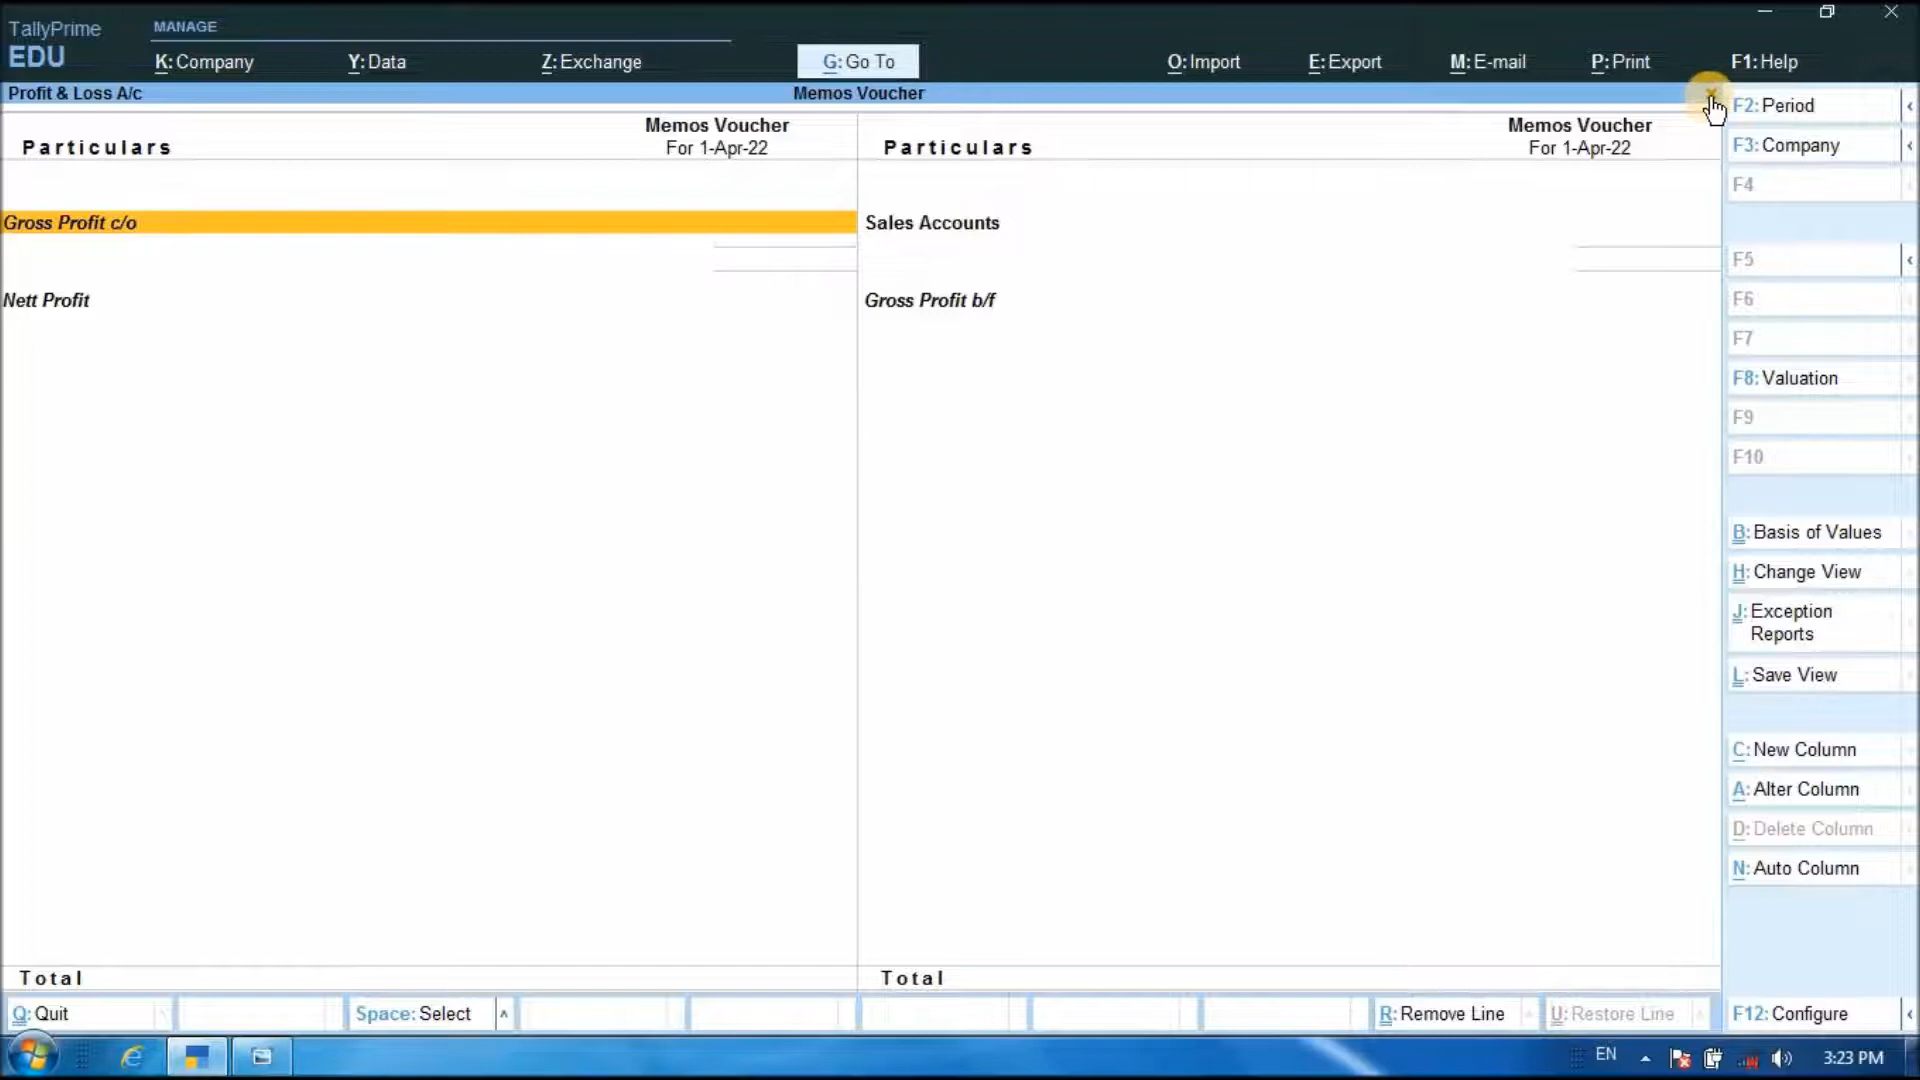 TallyPrime
EDU
MANAGE
K: Company
Y: Data
Z: Exchange
G: Go To
O: Import
E: Export
M: E-mail
P: Print
F1: Help
Profit & Loss A/c
Memos Voucher
Particulars
Memos Voucher
For 1-Apr-22
Particulars
Memos Voucher
For 1-Apr-22
Gross Profit c/o
Sales Accounts
Nett Profit
Gross Profit b/f
Total
Total
F2: Period
F3: Company
F4
F5
F6
F7
F8: Valuation
F9
F10
B: Basis of Values
H: Change View
J: Exception
Reports
L: Save View
C: New Column
A: Alter Column
D: Delete Column
N: Auto Column
Q: Quit
Space: Select
R: Remove Line
U: Restore Line
F12: Configure
EN
3:23 PM